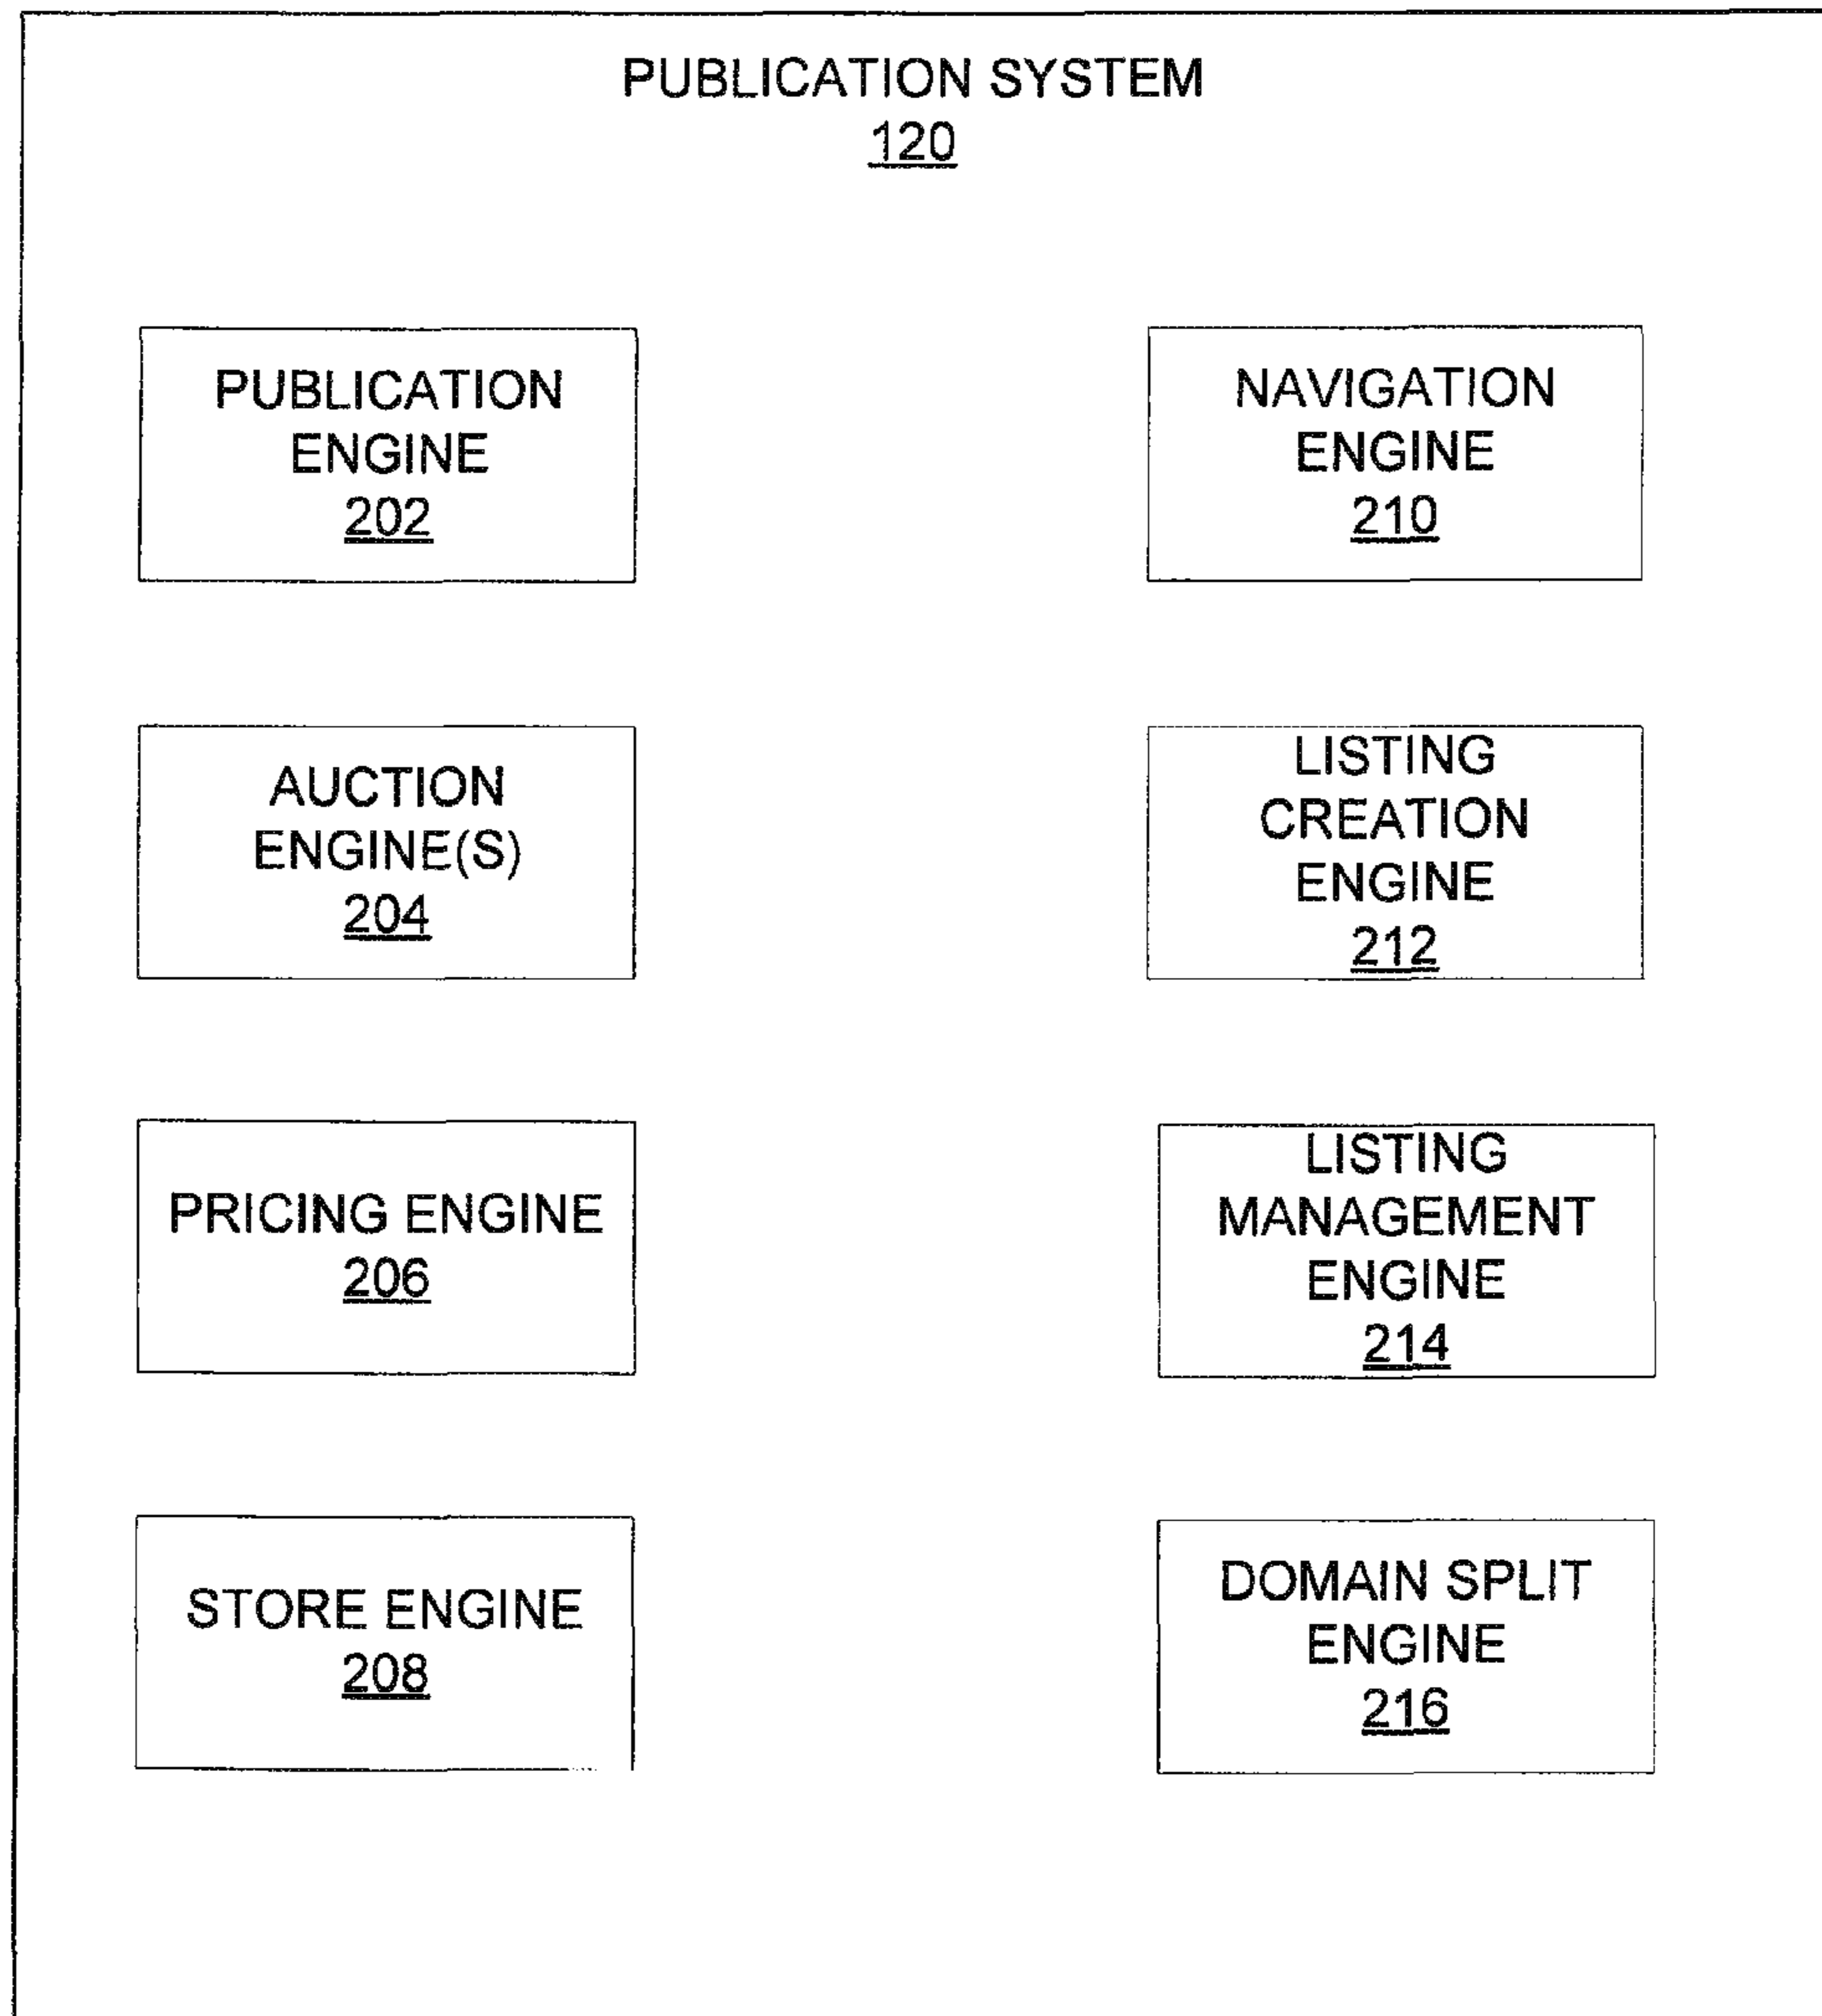 PUBLICATION SYSTEM
120
PUBLICATION
ENGINE
202
NAVIGATION
ENGINE
210
AUCTION
ENGINE(S)
204
LISTING
CREATION
ENGINE
212
PRICING ENGINE
206
LISTING
MANAGEMENT
ENGINE
214
STORE ENGINE
208
DOMAIN SPLIT
ENGINE
216